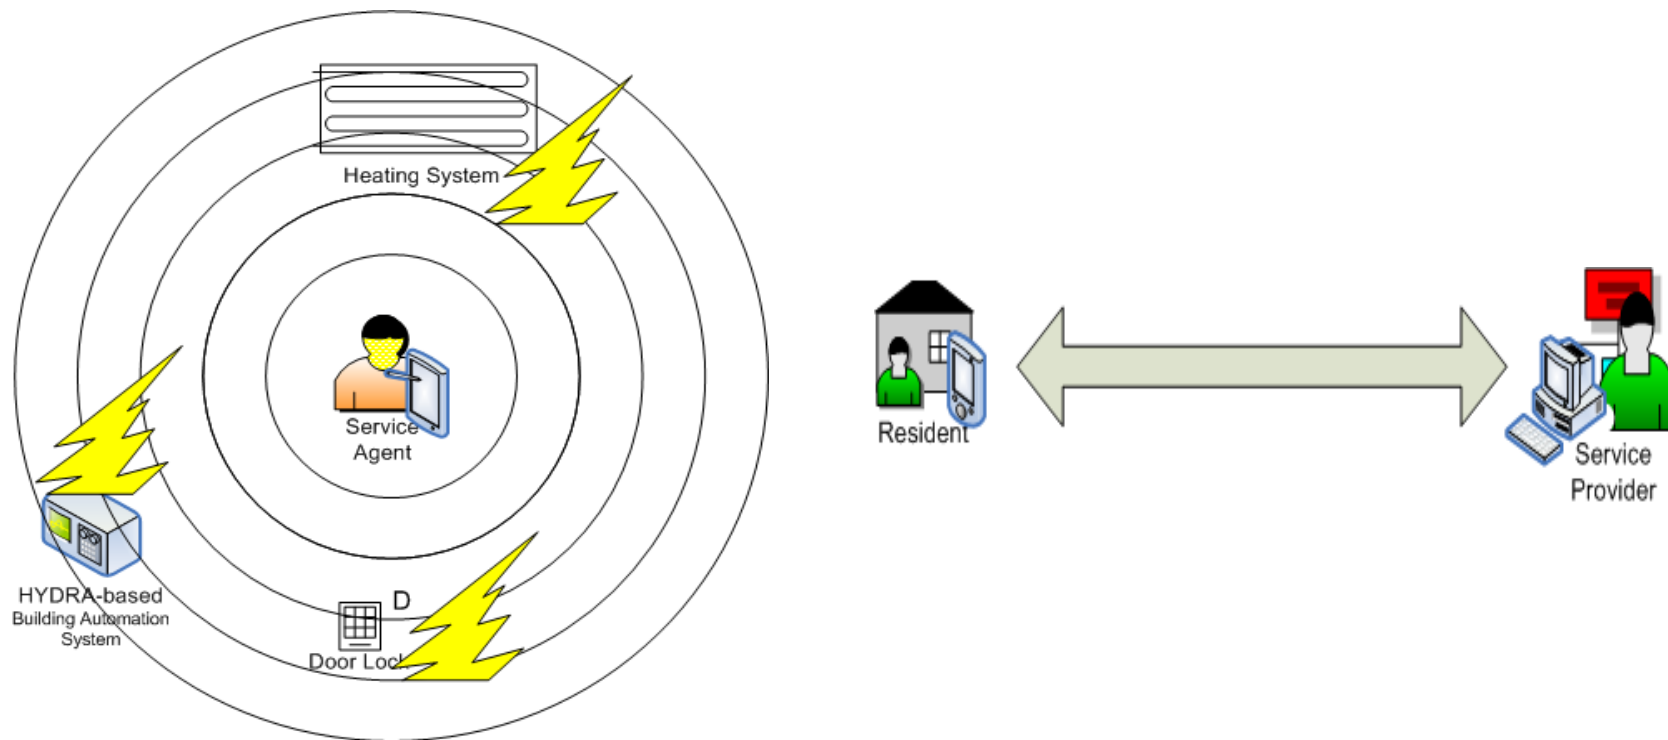 Heating System
Service
Agent
HYDRA-based
Building Automation
System
D
Door Lock
Resident
Service
Provider